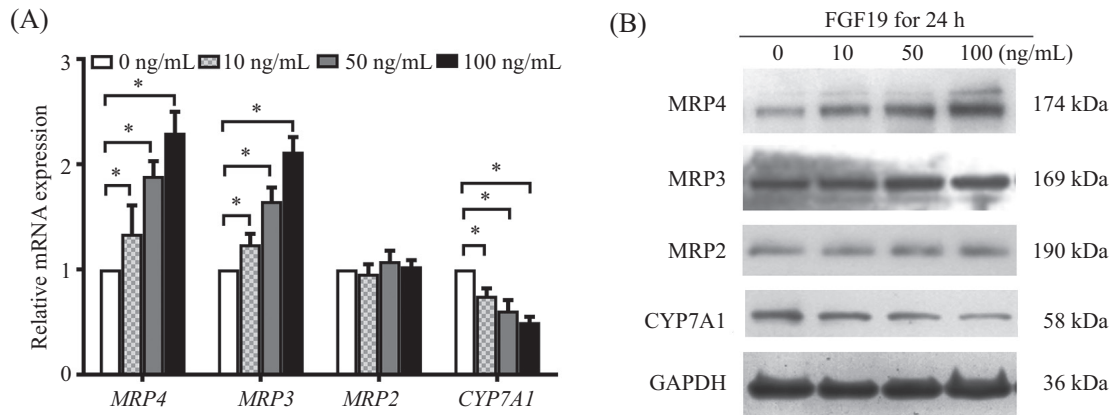 (A)
0 ng/mL 10 ng/mL 50 ng/mL 100 ng/mL
Relative mRNA expression
3
2
1
0
* * *
* * *
* * *
MRP4 MRP3 MRP2 CYP7A1
(B)
FGF19 for 24 h
0 10 50 100 (ng/mL)
MRP4 174 kDa
MRP3 169 kDa
MRP2 190 kDa
CYP7A1 58 kDa
GAPDH 36 kDa